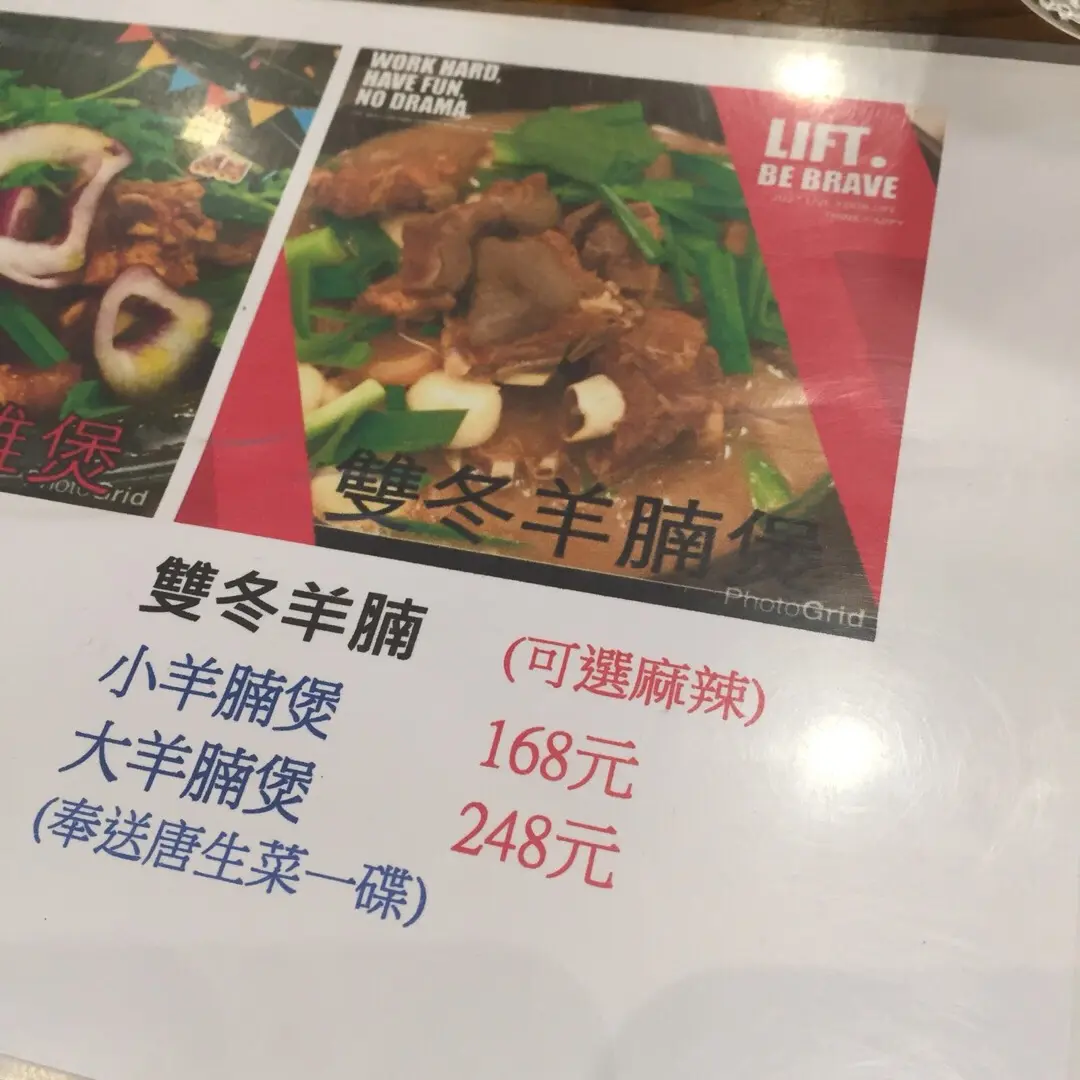 WORK HARD,
HAVE FUN,
NO DRAMA.
LIFT.
BE BRAVE
煲
PhotoGrid
雙冬羊腩煲
PhotoGrid
雙冬羊腩
(可選麻辣)
小羊腩煲 168元
大羊腩煲 248元
(奉送唐生菜一碟)